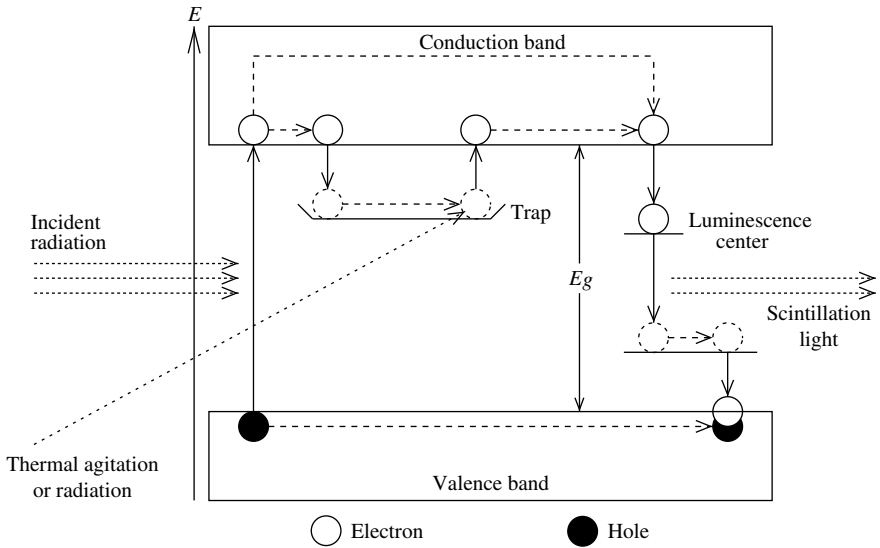 E
Conduction band
Trap
Incident
radiation
Luminescence
center
Eg
Scintillation
light
Thermal agitation
or radiation
Valence band
Electron
Hole